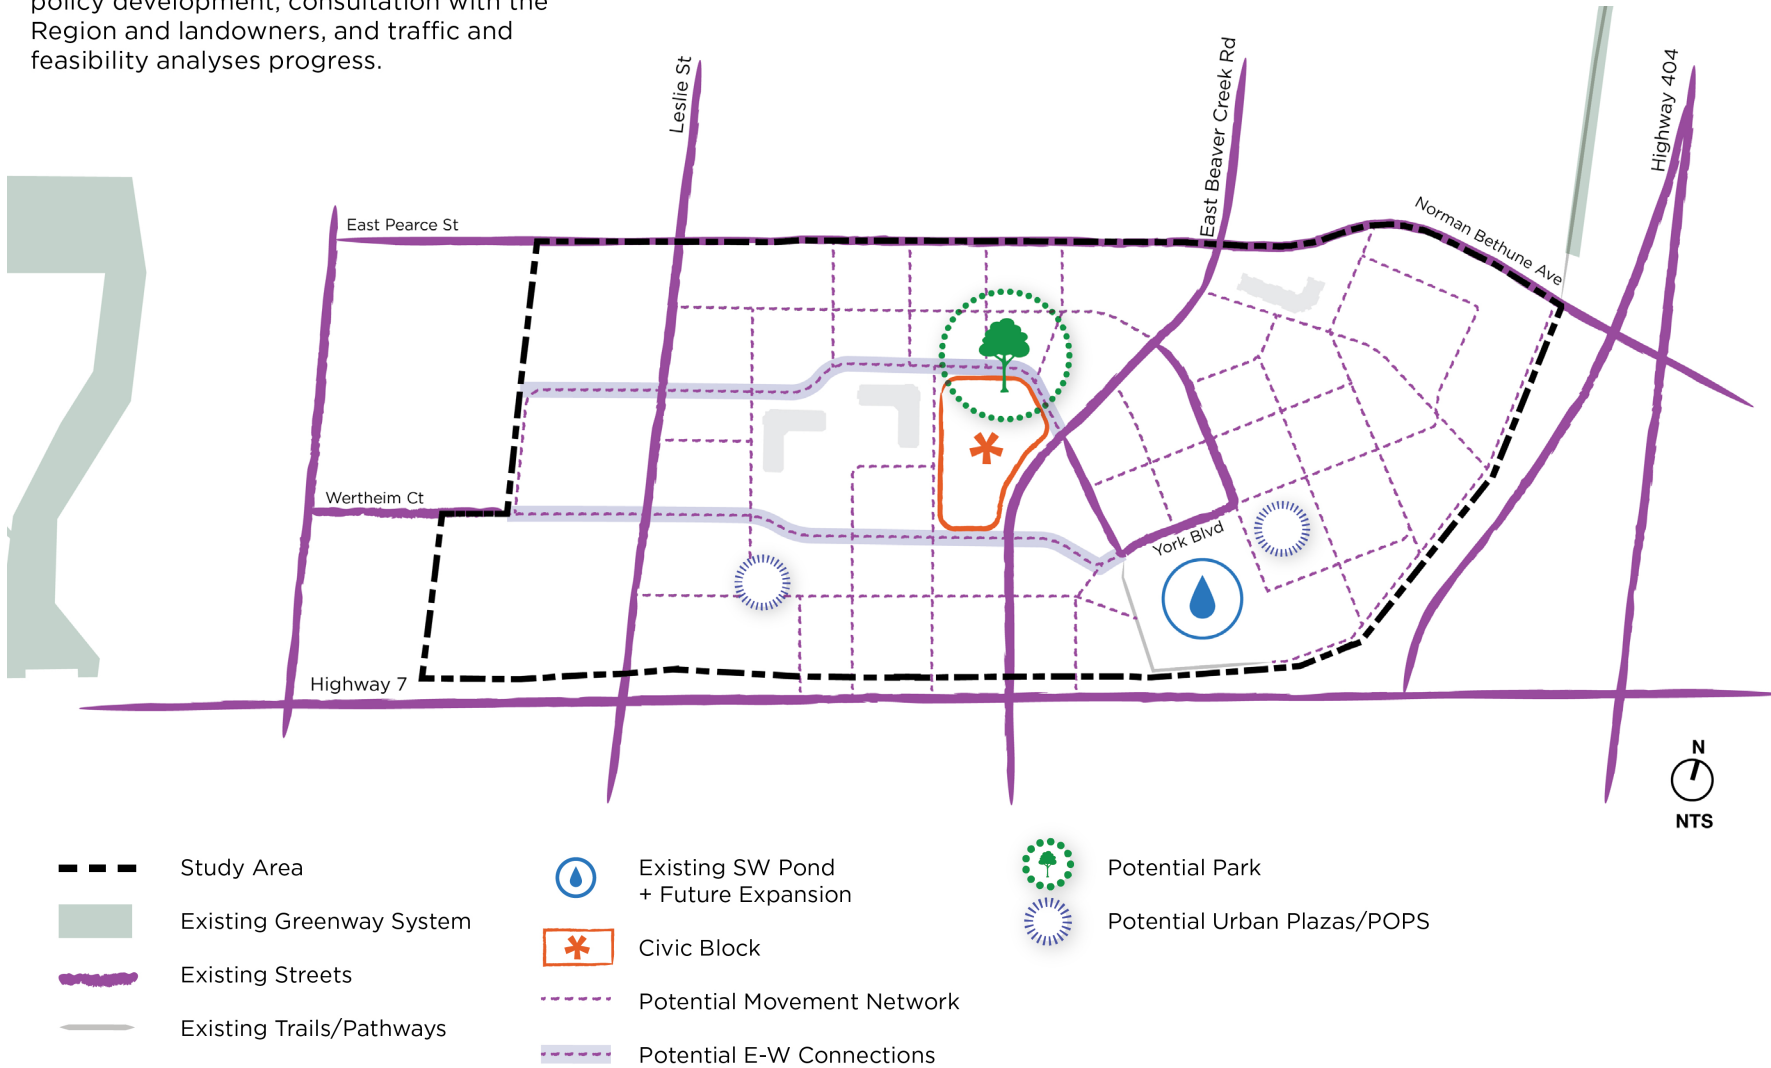 policy development, consultation with the
Region and landowners, and traffic and
feasibility analyses progress.
Leslie St
East Beaver Creek Rd
Highway 404
East Pearce St
Norman Bethune Ave
Wertheim Ct
York Blvd
Highway 7
N
NTS
Study Area
Existing Greenway System
Existing Streets
Existing Trails/Pathways
Existing SW Pond
+ Future Expansion
Civic Block
Potential Movement Network
Potential E-W Connections
Potential Park
Potential Urban Plazas/POPS